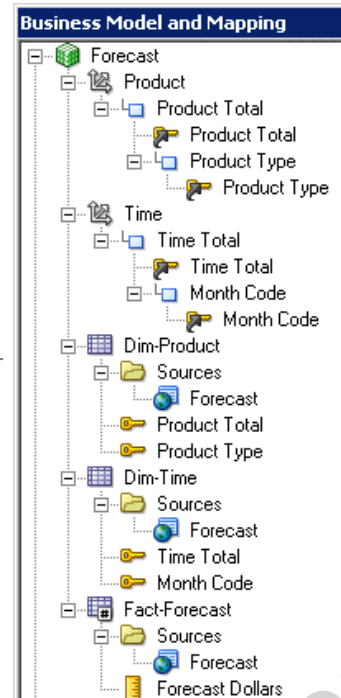 Business Model and Mapping
Forecast
Product
Product Total
Product Total
Product Type
Product Type
Time
Time Total
Time Total
Month Code
Month Code
Dim-Product
Sources
Forecast
Product Total
Product Type
Dim-Time
Sources
Forecast
Time Total
Month Code
Fact-Forecast
Sources
Forecast
Forecast Dollars